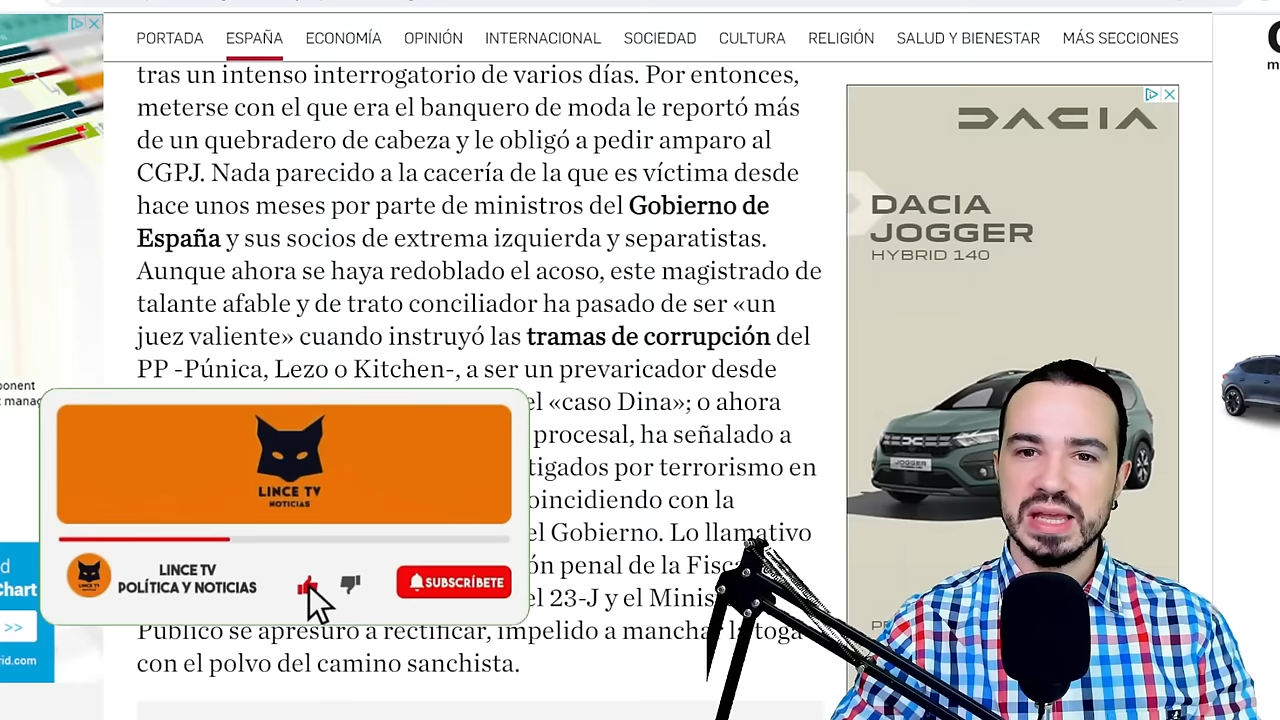 PORTADA ESPAÑA ECONOMÍA OPINIÓN INTERNACIONAL SOCIEDAD CULTURA RELIGIÓN SALUD Y BIENESTAR MÁS SECCIONES
tras un intenso interrogatorio de varios días. Por entonces,
meterse con el que era el banquero de moda le reportó más
de un quebradero de cabeza y le obligó a pedir amparo al
CGPJ. Nada parecido a la cacería de la que es víctima desde
hace unos meses por parte de ministros del Gobierno de
España y sus socios de extrema izquierda y separatistas.
Aunque ahora se haya redoblado el acoso, este magistrado de
talante afable y de trato conciliador ha pasado de ser «un
juez valiente» cuando instruyó las tramas de corrupción del
PP -Púnica, Lezo o Kitchen-, a ser un prevaricador desde
el «caso Dina»; o ahora
procesal, ha señalado a
tigados por terrorismo en
oincidiendo con la
el Gobierno. Lo llamativo
ón penal de la Fisca
el 23-J y el Minis
Público se apresuró a rectificar, impelido a manchar la toga
con el polvo del camino sanchista.
LINCE TV
NOTICIAS
LINCE TV
POLÍTICA Y NOTICIAS
SUBSCRÍBETE
DACIA
DACIA
JOGGER
HYBRID 140
JOGGER
onent
manag
d
Chart
>>
rid.com